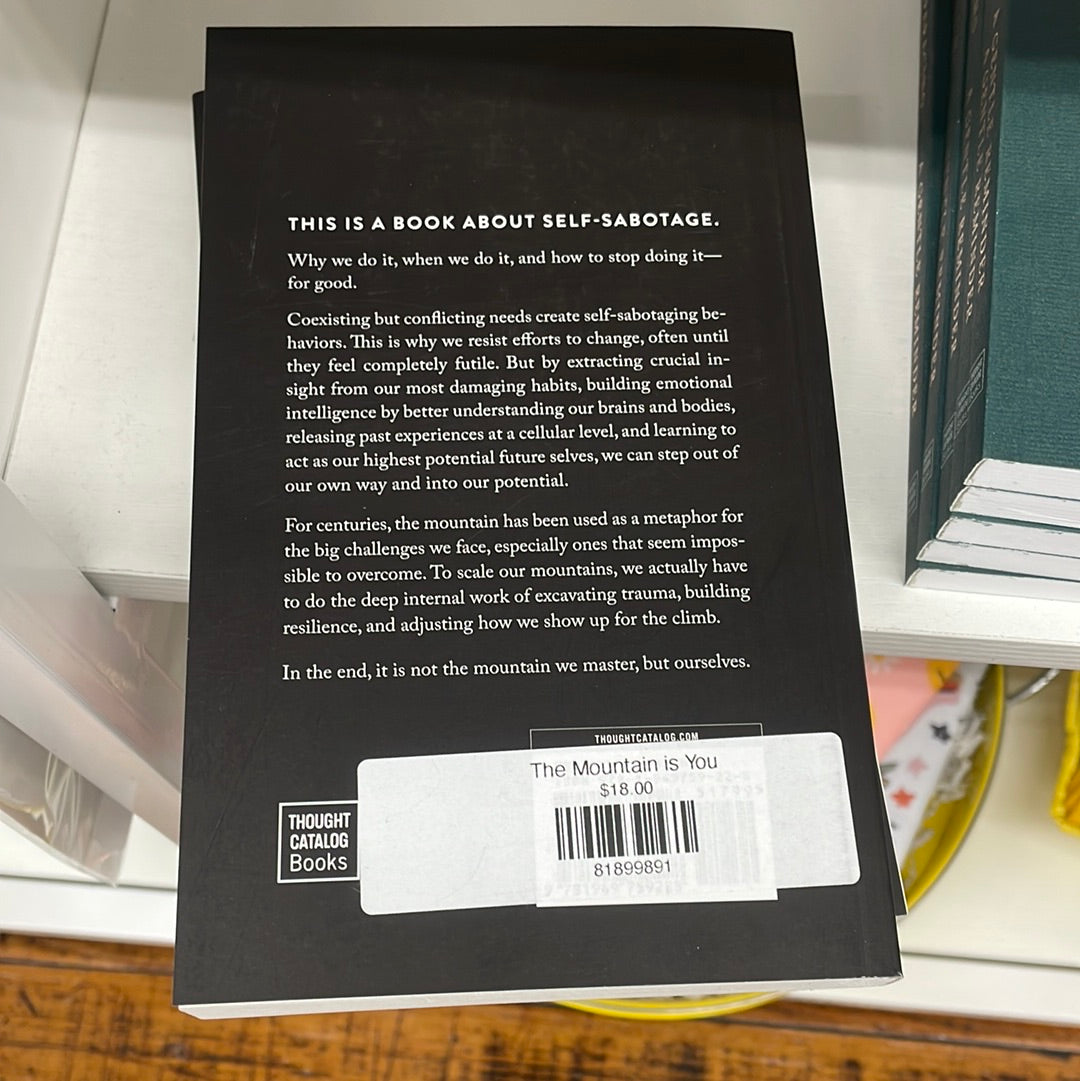 THIS IS A BOOK ABOUT SELF-SABOTAGE.
Why we do it, when we do it, and how to stop doing it—
for good.
Coexisting but conflicting needs create self-sabotaging be-
haviors. This is why we resist efforts to change, often until
they feel completely futile. But by extracting crucial in-
sight from our most damaging habits, building emotional
intelligence by better understanding our brains and bodies,
releasing past experiences at a cellular level, and learning to
act as our highest potential future selves, we can step out of
our own way and into our potential.
For centuries, the mountain has been used as a metaphor for
the big challenges we face, especially ones that seem impos-
sible to overcome. To scale our mountains, we actually have
to do the deep internal work of excavating trauma, building
resilience, and adjusting how we show up for the climb.
In the end, it is not the mountain we master, but ourselves.
THOUGHTCATALOG.COM
The Mountain is You
$18.00
81899891
THOUGHT
CATALOG
Books